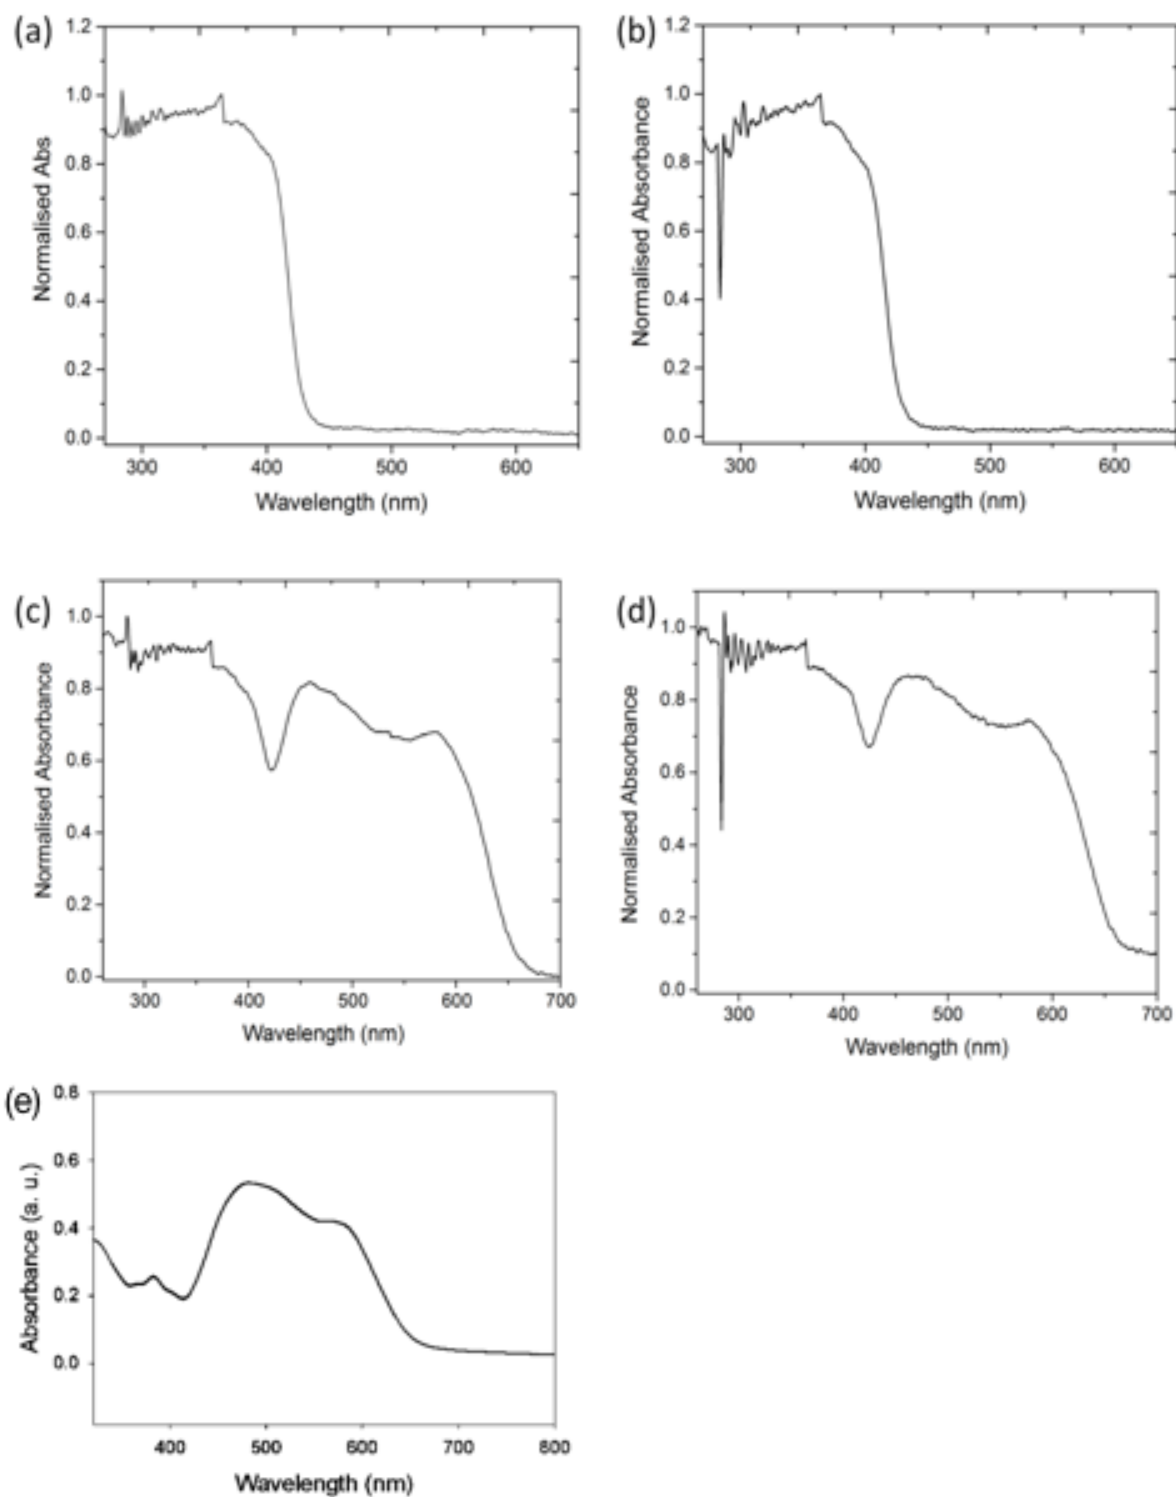 (a)
1.2
1.0
0.8
0.6
0.4
0.2
0.0
Normalised Abs
300 400 500 600
Wavelength (nm)
(b)
1.2
1.0
0.8
0.6
0.4
0.2
0.0
Normalised Absorbance
300 400 500 600
Wavelength (nm)
(c)
1.0
0.8
0.6
0.4
0.2
0.0
Normalised Absorbance
300 400 500 600 700
Wavelength (nm)
(d)
1.0
0.8
0.6
0.4
0.2
0.0
Normalised Absorbance
300 400 500 600 700
Wavelength (nm)
(e)
0.8
0.6
0.4
0.2
0.0
Absorbance (a. u.)
400 500 600 700 800
Wavelength (nm)